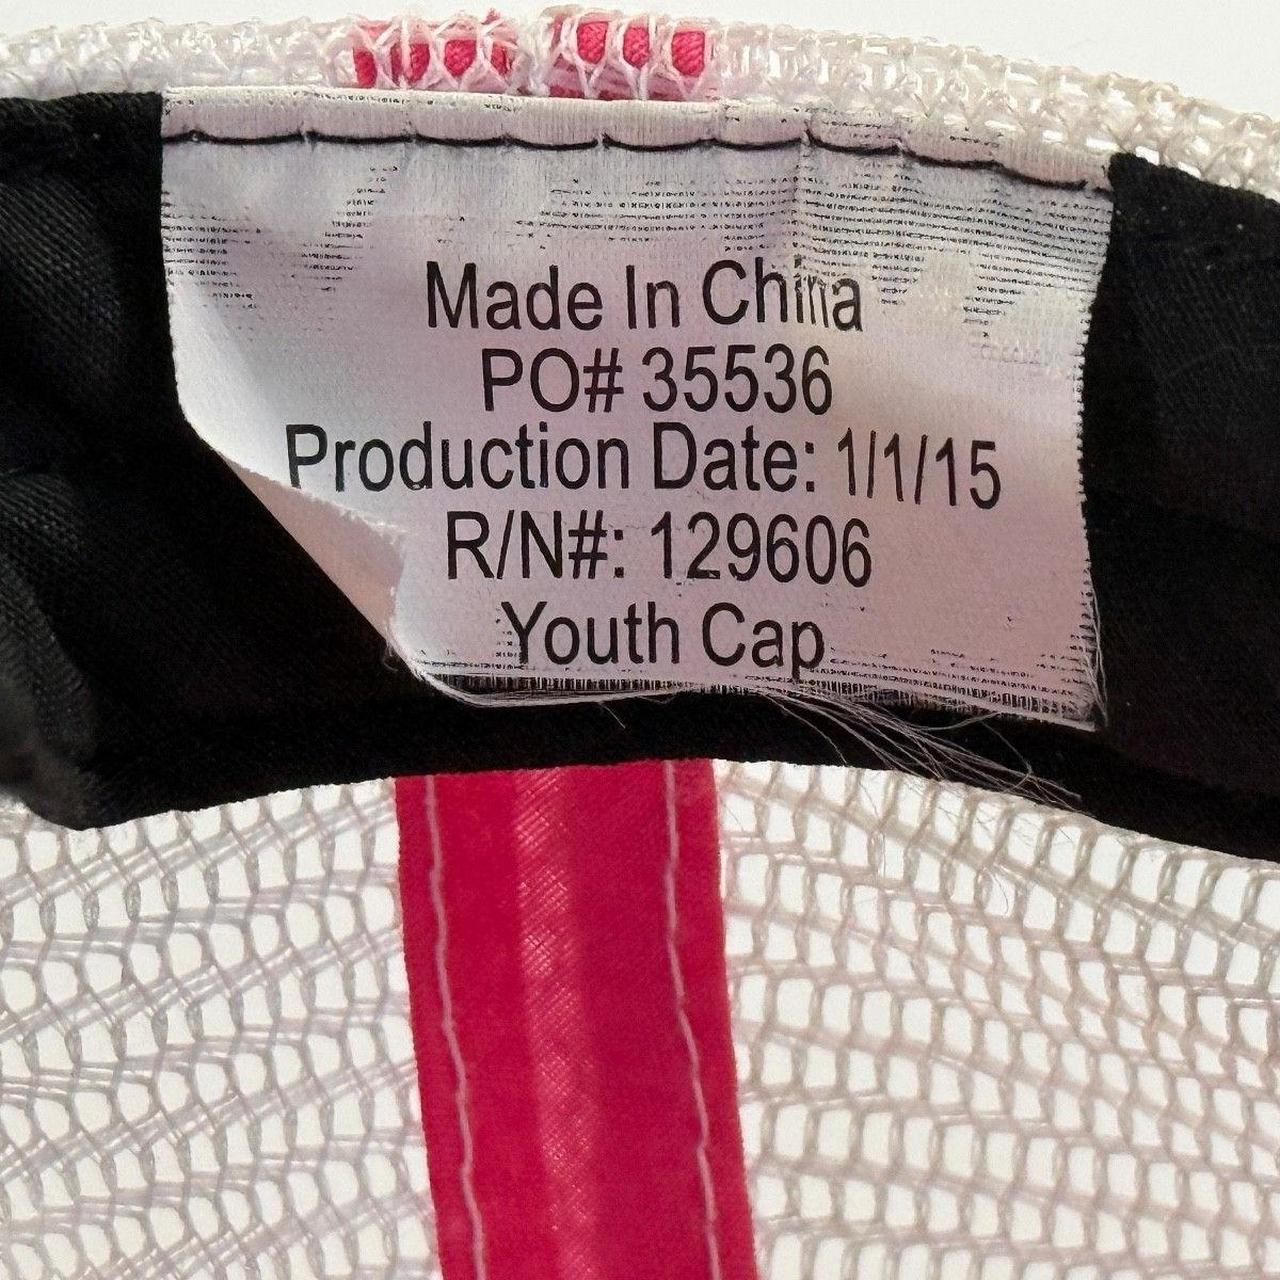 Made In China
PO# 35536
Production Date: 1/1/15
R/N#: 129606
Youth Cap